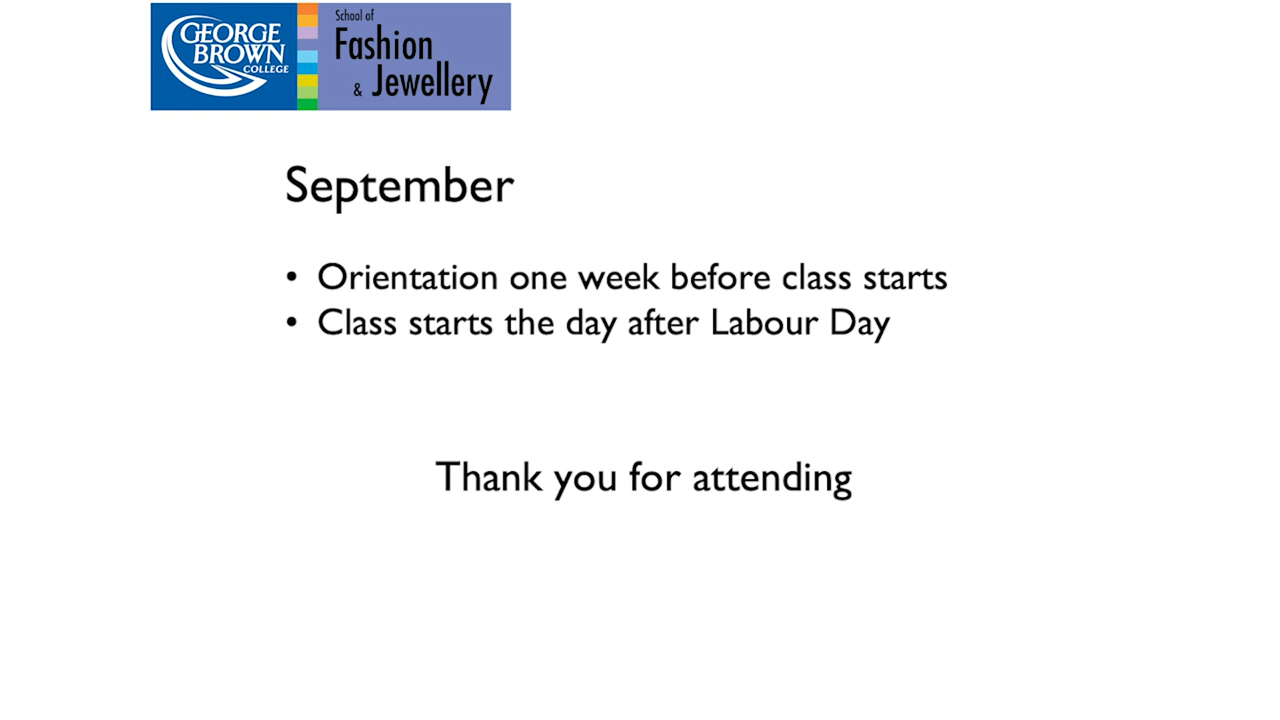 GEORGE
BROWN
COLLEGE
School of
Fashion
& Jewellery
September
• Orientation one week before class starts
• Class starts the day after Labour Day
Thank you for attending